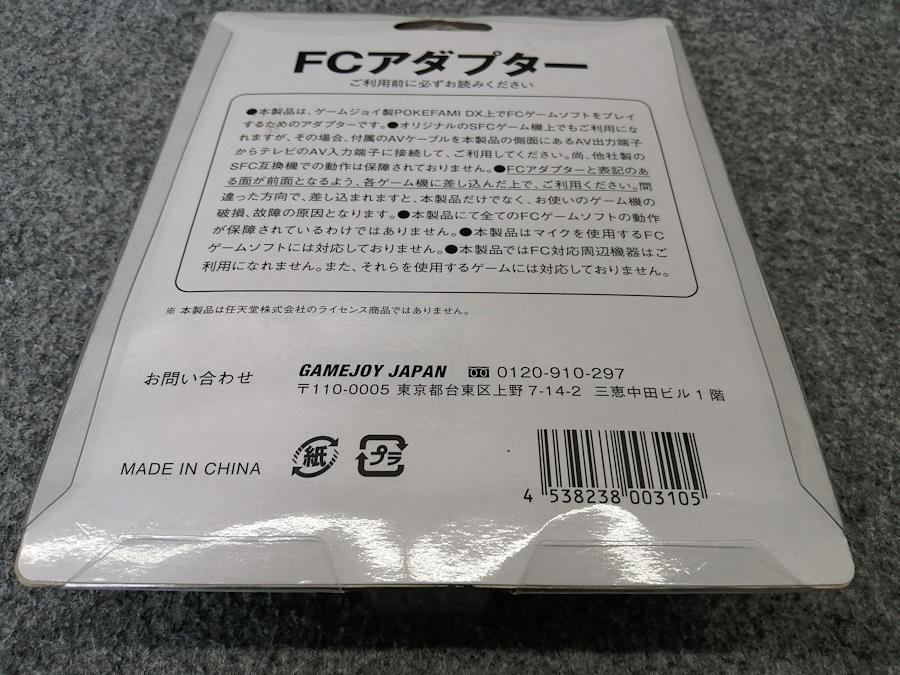 FCアダプター
ご利用前に必ずお読みください
●本製品は、ゲームジョイ製POKEFAMI DX上でFCゲームソフトをプレイ
するためのアダプターです。●オリジナルのSFCゲーム機上でもご利用にな
れますが、その場合、付属のAVケーブルを本製品の側面にあるAV出力端子
からテレビのAV入力端子に接続して、ご利用してください。尚、他社製の
SFC互換機での動作は保障されておりません。●FCアダプターと表記のあ
る面が前面となるよう、各ゲーム機に差し込んだ上で、ご利用ください。間
違った方向で、差し込まれますと、本製品だけでなく、お使いのゲーム機の
破損、故障の原因となります。●本製品にて全てのFCゲームソフトの動作
が保障されているわけではありません。●本製品はマイクを使用するFC
ゲームソフトには対応しておりません。●本製品ではFC対応周辺機器はご
利用になれません。また、それらを使用するゲームには対応しておりません。
※ 本製品は任天堂株式会社のライセンス商品ではありません。
お問い合わせ
GAMEJOY JAPAN 0120-910-297
〒110-0005 東京都台東区上野 7-14-2 三恵中田ビル 1 階
MADE IN CHINA
紙
プラ
4 538238 003105